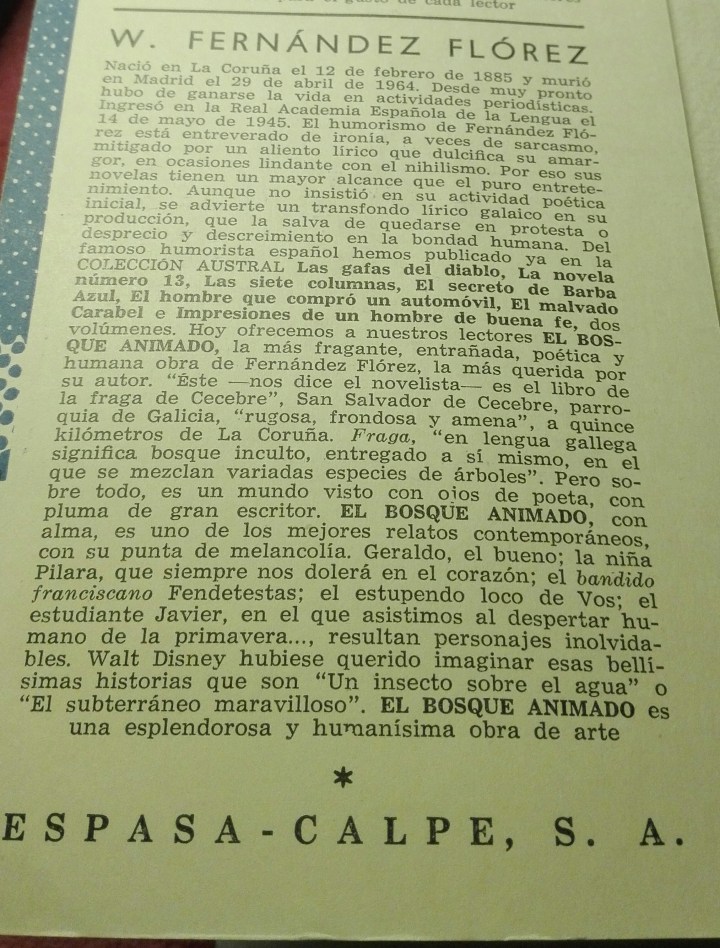 el gusto de cada lector
W. FERNÁNDEZ FLÓREZ
Nació en La Coruña el 12 de febrero de 1885 y murió
en Madrid el 29 de abril de 1964. Desde muy pronto
hubo de ganarse la vida en actividades periodísticas.
Ingresó en la Real Academia Española de la Lengua el
14 de mayo de 1945. El humorismo de Fernández Fló-
rez está entreverado de ironía, a veces de sarcasmo,
mitigado por un aliento lírico que dulcifica su amar-
gor, en ocasiones lindante con el nihilismo. Por eso sus
novelas tienen un mayor alcance que el puro entrete-
nimiento. Aunque no insistió en su actividad poética
inicial, se advierte un transfondo lírico galaico en su
producción, que la salva de quedarse en protesta o
desprecio y descreimiento en la bondad humana. Del
famoso humorista español hemos publicado ya en la
COLECCIÓN AUSTRAL Las gafas del diablo, La novela
número 13, Las siete columnas, El secreto de Barba
Azul, El hombre que compró un automóvil, El malvado
Carabel e Impresiones de un hombre de buena fe, dos
volúmenes. Hoy ofrecemos a nuestros lectores EL BOS-
QUE ANIMADO, la más fragante, entrañada, poética y
humana obra de Fernández Flórez, la más querida por
su autor. “Éste —nos dice el novelista— es el libro de
la fraga de Cecebre”, San Salvador de Cecebre, parro-
quia de Galicia, “rugosa, frondosa y amena”, a quince
kilómetros de La Coruña. Fraga, “en lengua gallega
significa bosque inculto, entregado a sí mismo, en el
que se mezclan variadas especies de árboles”. Pero so-
bre todo, es un mundo visto con ojos de poeta, con
pluma de gran escritor. EL BOSQUE ANIMADO, con
alma, es uno de los mejores relatos contemporáneos,
con su punta de melancolía. Geraldo, el bueno; la niña
Pilara, que siempre nos dolerá en el corazón; el bandido
franciscano Fendetestas; el estupendo loco de Vos; el
estudiante Javier, en el que asistimos al despertar hu-
mano de la primavera..., resultan personajes inolvida-
bles. Walt Disney hubiese querido imaginar esas bellí-
simas historias que son “Un insecto sobre el agua” o
“El subterráneo maravilloso”. EL BOSQUE ANIMADO es
una esplendorosa y humanísima obra de arte
*
ESPASA-CALPE, S. A.